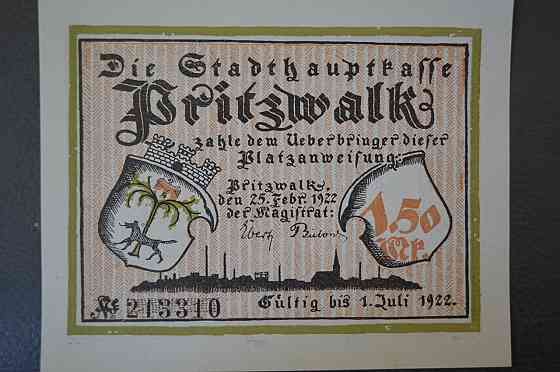 Die Stadthauptkasse
Pritzwalk
zahle dem Ueberbringer dieser
Platzanweisung:
Pritzwalk,
den 25. Febr. 1922
der Magistrat:
1.50
Mk.
213310
Gültig bis 1. Juli 1922.